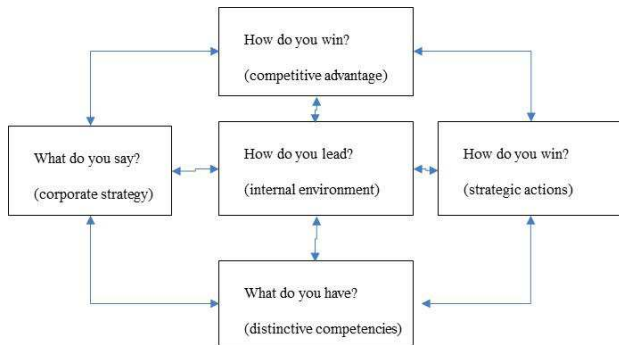 How do you win?
(competitive advantage)
What do you say?
(corporate strategy)
How do you lead?
(internal environment)
How do you win?
(strategic actions)
What do you have?
(distinctive competencies)